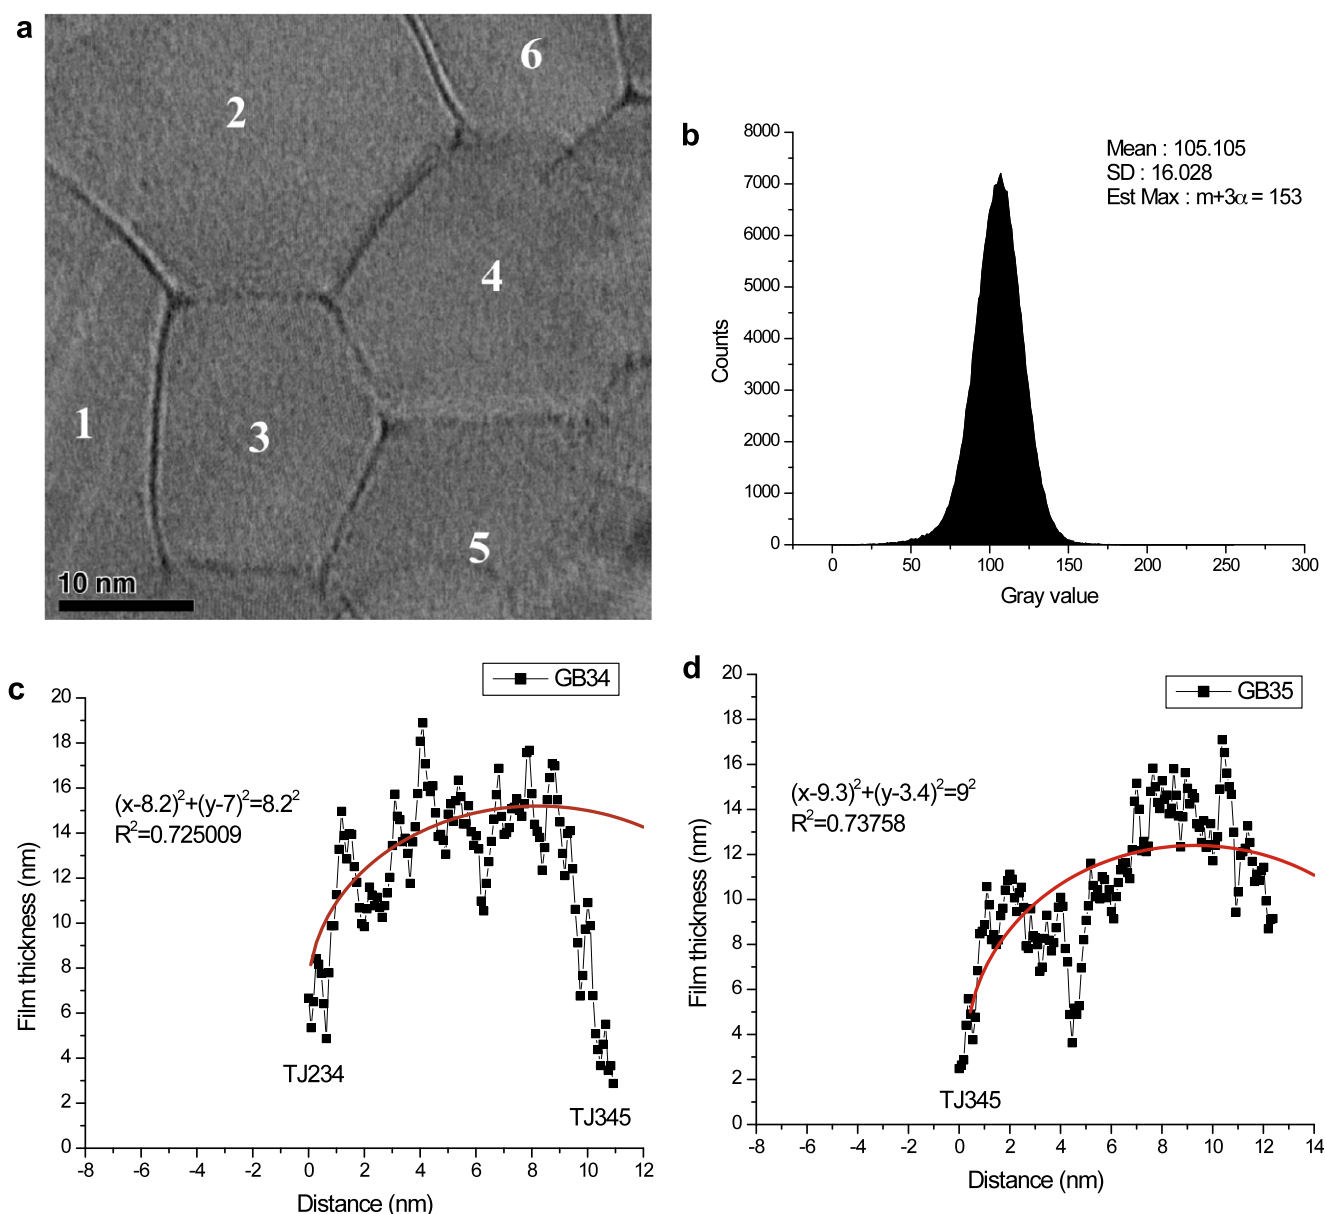 a
2
6
4
1
3
5
10 nm
b
8000
7000
6000
5000
4000
3000
2000
1000
0
Counts
Mean : 105.105
SD : 16.028
Est Max : m+3α = 153
0 50 100 150 200 250 300
Gray value
c
GB34
20
18
16
14
12
10
8
6
4
2
0
Film thickness (nm)
(x-8.2)²+(y-7)²=8.2²
R²=0.725009
TJ234
TJ345
-8 -6 -4 -2 0 2 4 6 8 10 12
Distance (nm)
d
GB35
20
18
16
14
12
10
8
6
4
2
0
Film thickness (nm)
(x-9.3)²+(y-3.4)²=9²
R²=0.73758
TJ345
-8 -6 -4 -2 0 2 4 6 8 10 12 14
Distance (nm)